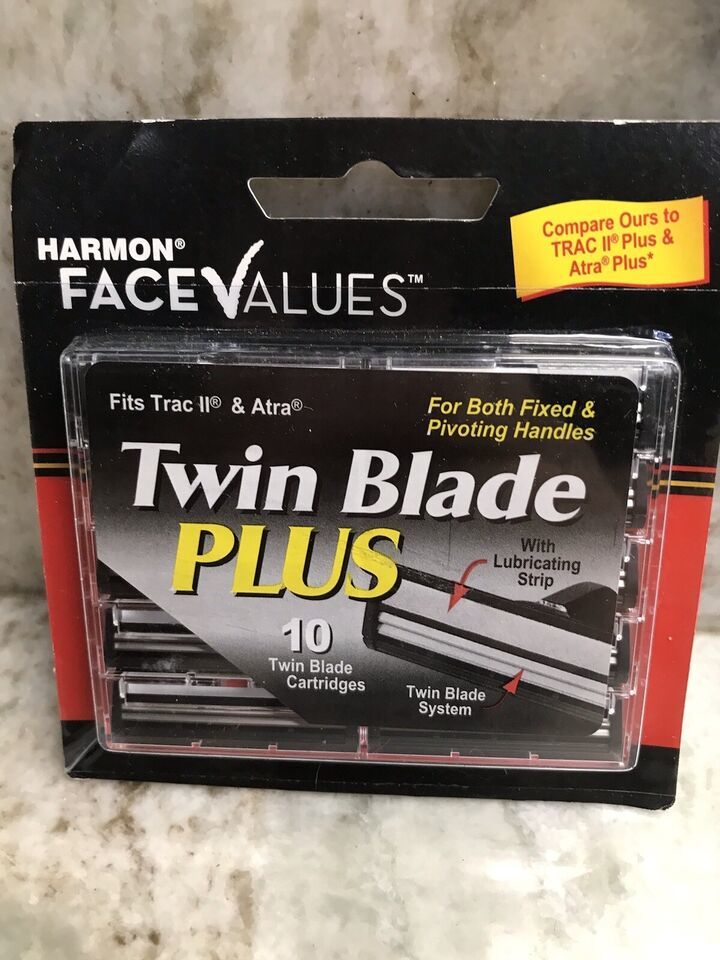 HARMON®
FACEVALUES™
Compare Ours to
TRAC II® Plus &
Atra® Plus*
Fits Trac II® & Atra®
For Both Fixed &
Pivoting Handles
Twin Blade
PLUS
With
Lubricating
Strip
10
Twin Blade
Cartridges
Twin Blade
System